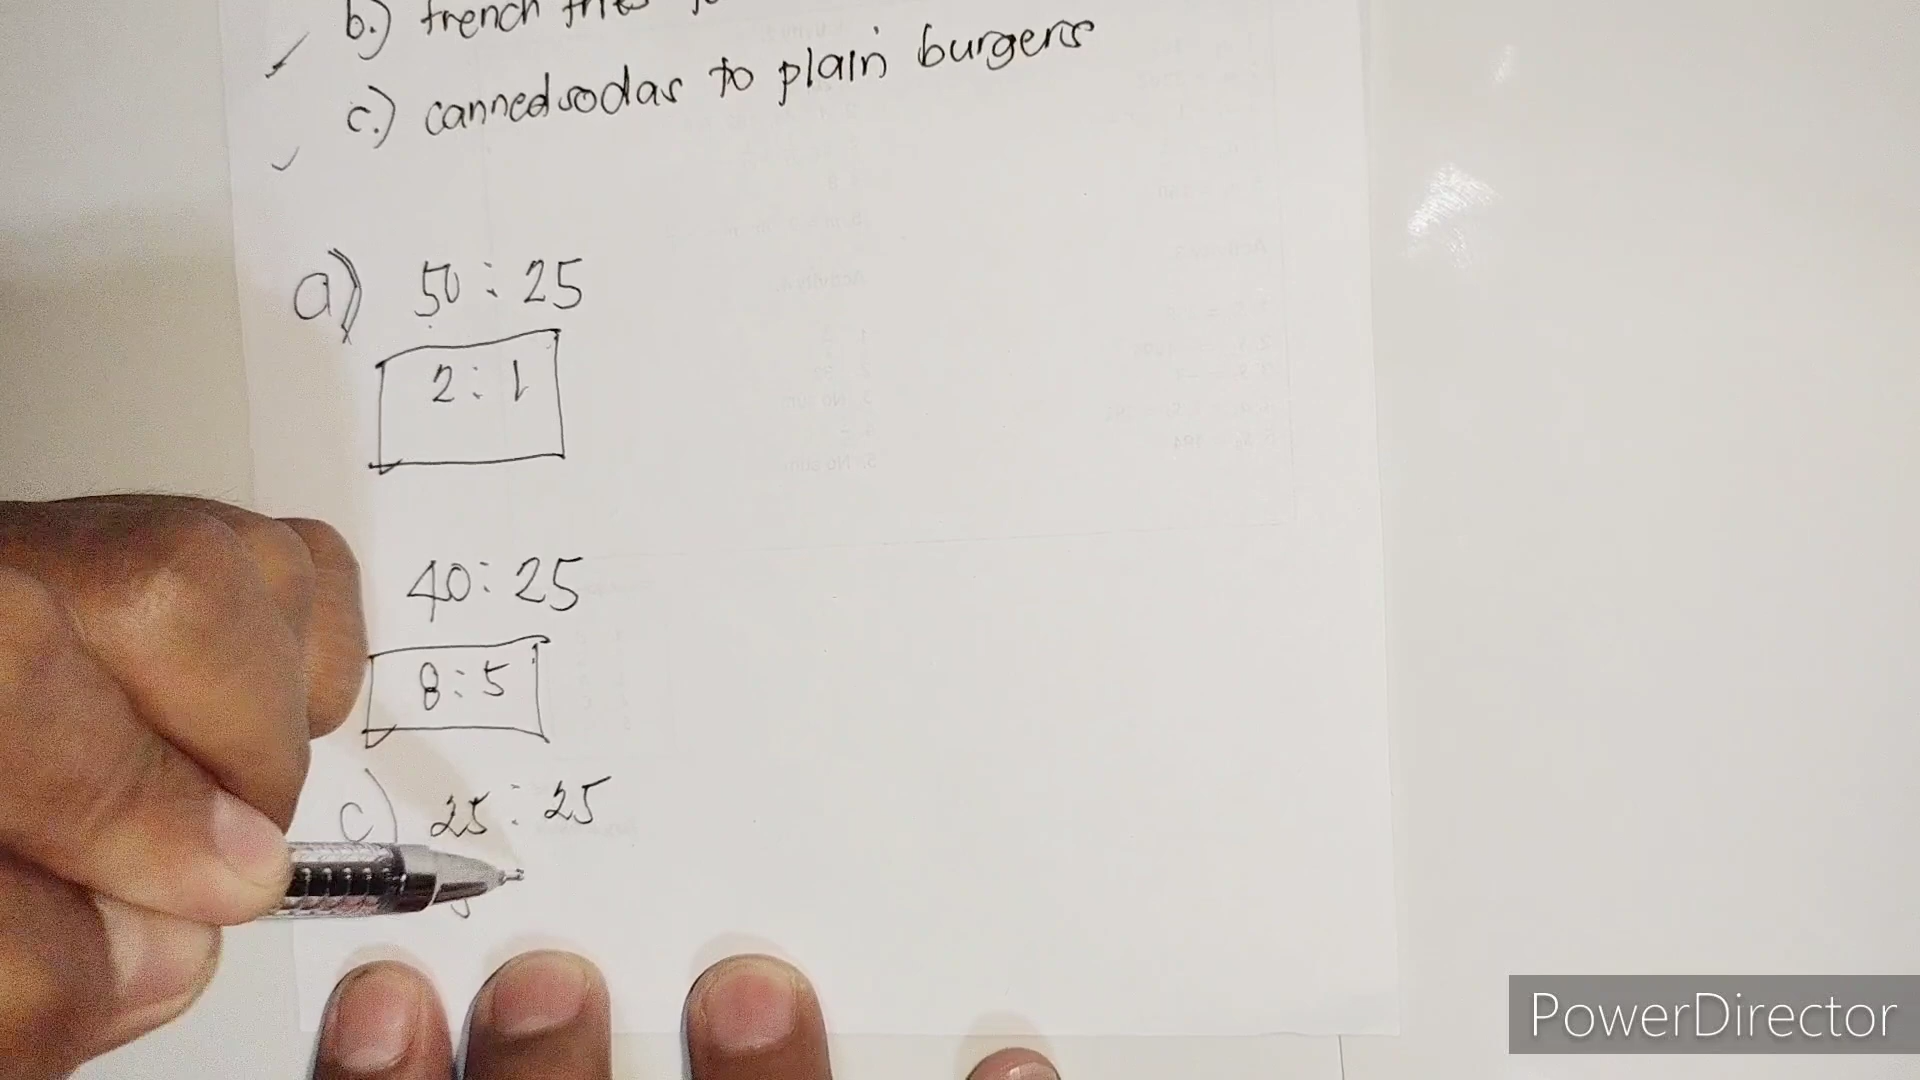 b.) french fries
c.) canned sodas to plain burgers
a) 50 : 25
2 : 1
40 : 25
8 : 5
c) 25 : 25
PowerDirector